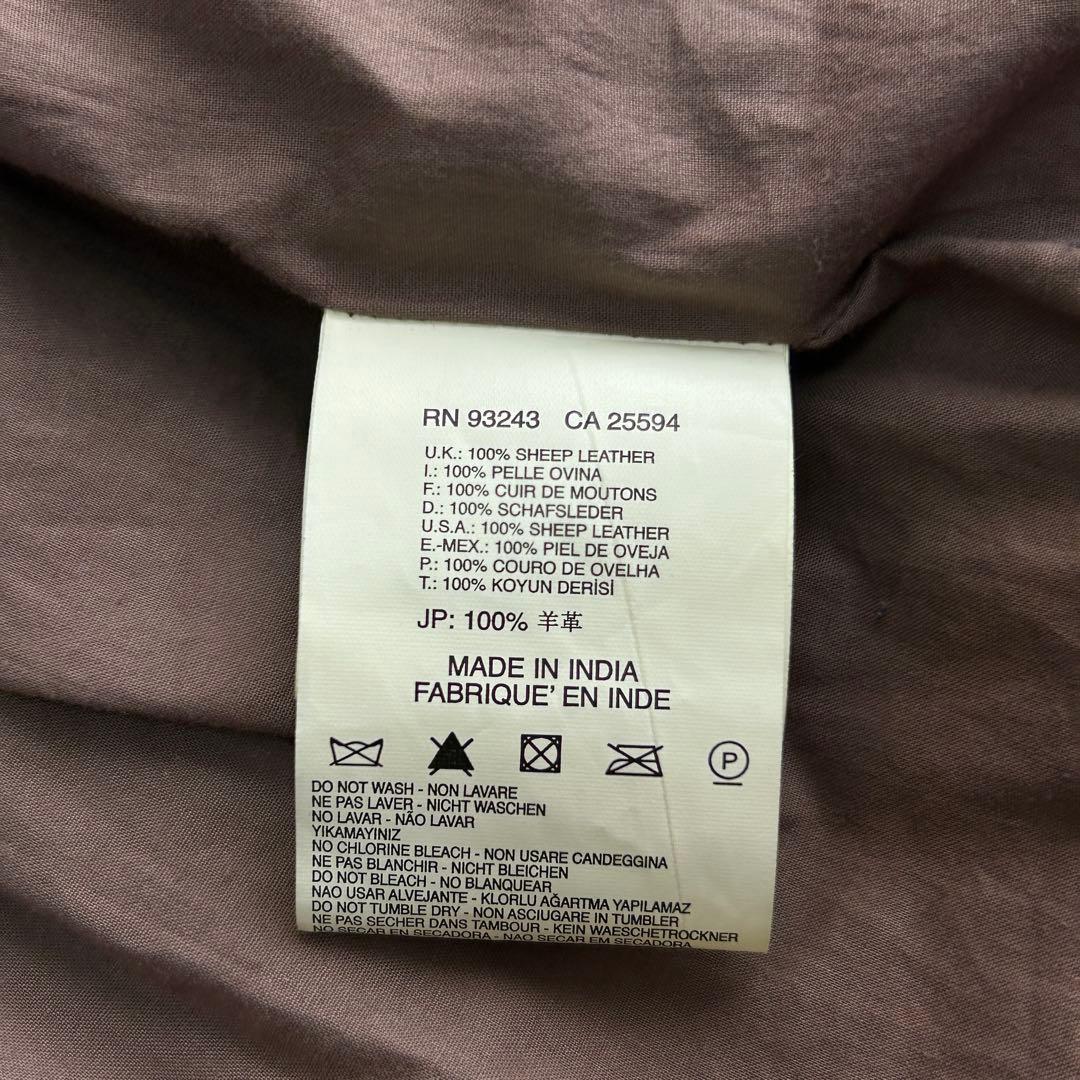 RN 93243 CA 25594
U.K.: 100% SHEEP LEATHER
I.: 100% PELLE OVINA
F.: 100% CUIR DE MOUTONS
D.: 100% SCHAFSLEDER
U.S.A.: 100% SHEEP LEATHER
E.-MEX.: 100% PIEL DE OVEJA
P.: 100% COURO DE OVELHA
T.: 100% KOYUN DERİSİ
JP: 100% 羊革
MADE IN INDIA
FABRIQUE' EN INDE
P
DO NOT WASH - NON LAVARE
NE PAS LAVER - NICHT WASCHEN
NO LAVAR - NÃO LAVAR
YIKAMAYINIZ
NO CHLORINE BLEACH - NON USARE CANDEGGINA
NE PAS BLANCHIR - NICHT BLEICHEN
DO NOT BLEACH - NO BLANQUEAR
NAO USAR ALVEJANTE - KLORLU AĞARTMA YAPILAMAZ
DO NOT TUMBLE DRY - NON ASCIUGARE IN TUMBLER
NE PAS SECHER DANS TAMBOUR - KEIN WAESCHETROCKNER
NO SECAR EN SECADORA - NAO SECAR EM SECADORA